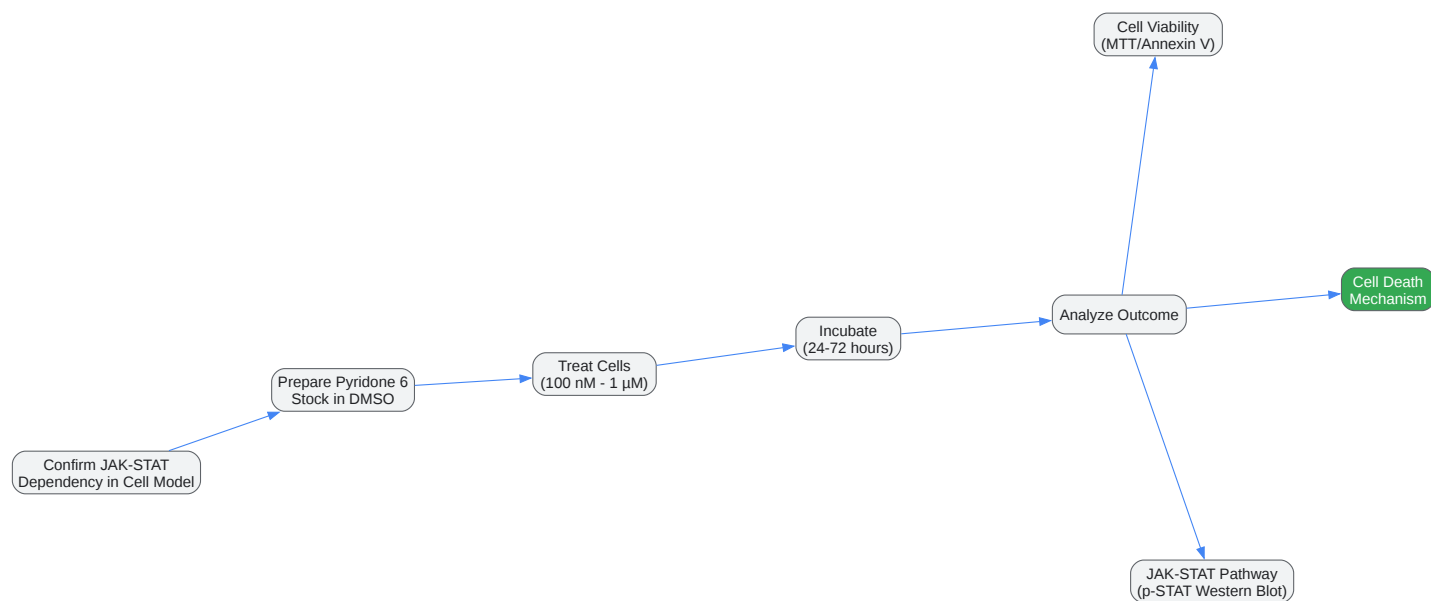 Cell Viability
(MTT/Annexin V)
Cell Death
Mechanism
Analyze Outcome
Incubate
(24-72 hours)
Treat Cells
(100 nM - 1 µM)
Prepare Pyridone 6
Stock in DMSO
Confirm JAK-STAT
Dependency in Cell Model
JAK-STAT Pathway
(p-STAT Western Blot)